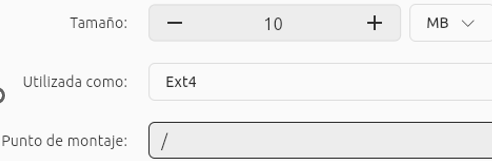 Tamaño: − 10 + MB
Utilizada como: Ext4
Punto de montaje: /